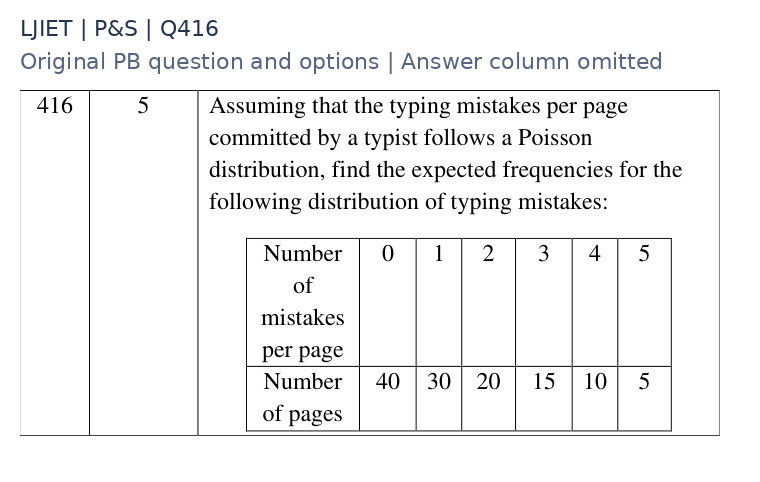 LJIET | P&S | Q416
Original PB question and options | Answer column omitted
416 5 Assuming that the typing mistakes per page
committed by a typist follows a Poisson
distribution, find the expected frequencies for the
following distribution of typing mistakes:
Number 0 1 2 3 4 5
of
mistakes
per page
Number 40 30 20 15 10 5
of pages